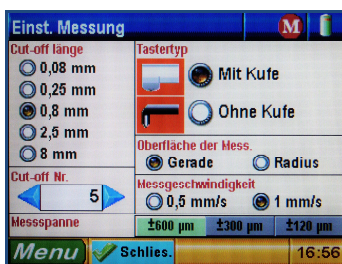 Einst. Messung
M
Cut-off länge
0,08 mm
0,25 mm
0,8 mm
2,5 mm
8 mm
Cut-off Nr.
5
Messspanne
Tastertyp
Mit Kufe
Ohne Kufe
Oberfläche der Mess.
Gerade
Radius
Messgeschwindigkeit
0,5 mm/s
1 mm/s
±600 µm
±300 µm
±120 µm
Menu
Schlies.
16:56